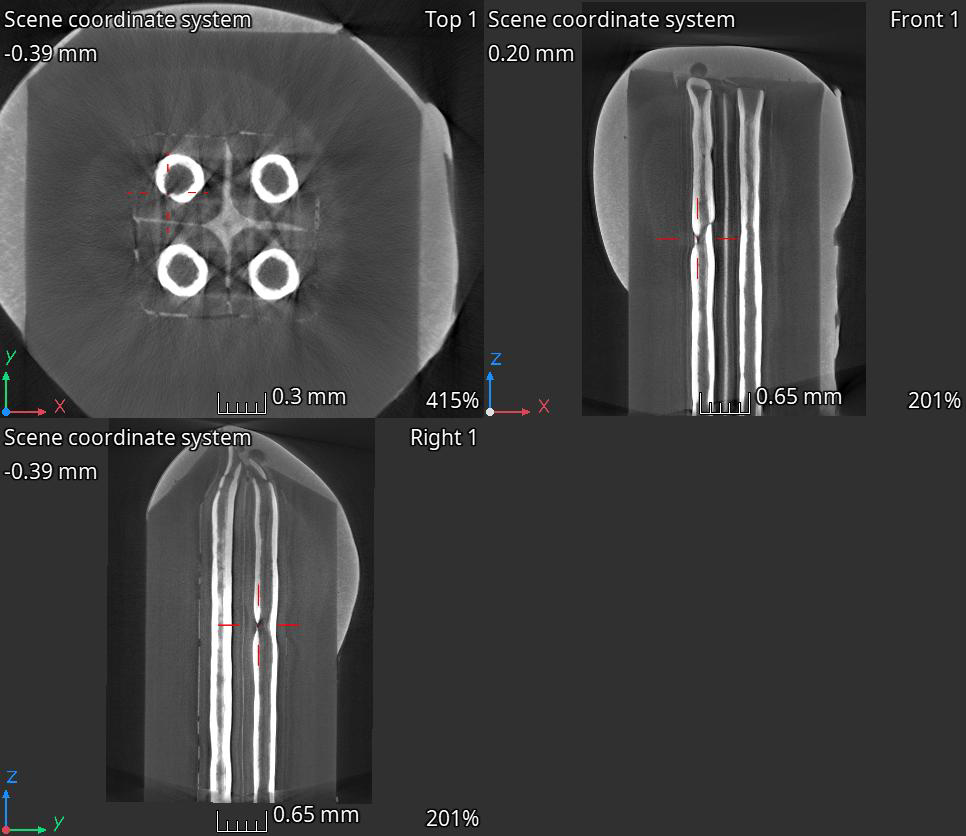 Scene coordinate system
Top 1
-0.39 mm
y
x
0.3 mm
415%
Scene coordinate system
Front 1
0.20 mm
z
x
0.65 mm
201%
Scene coordinate system
Right 1
-0.39 mm
z
y
0.65 mm
201%